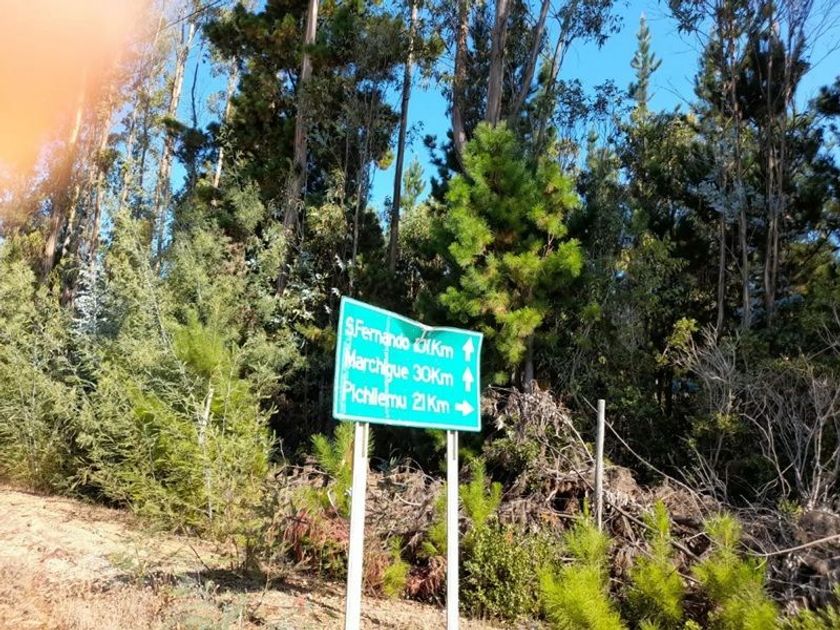 S.Fernando 101Km ↑
Marchigue 30Km ↑
Pichilemu 21Km →